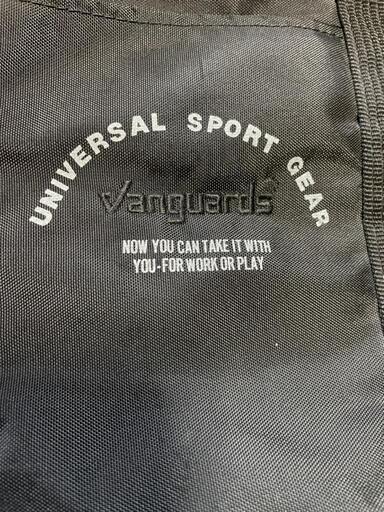 UNIVERSAL SPORT GEAR
Vanguards
NOW YOU CAN TAKE IT WITH
YOU-FOR WORK OR PLAY